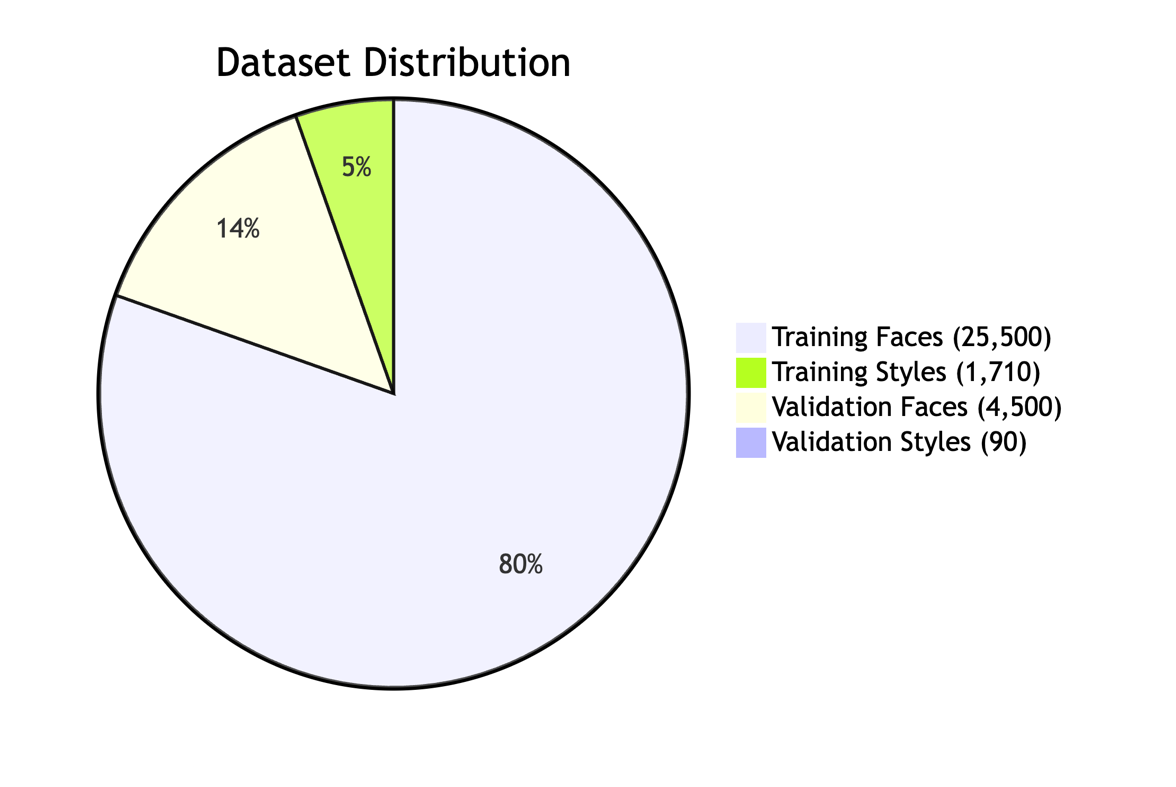 Dataset Distribution
5%
14%
80%
Training Faces (25,500)
Training Styles (1,710)
Validation Faces (4,500)
Validation Styles (90)